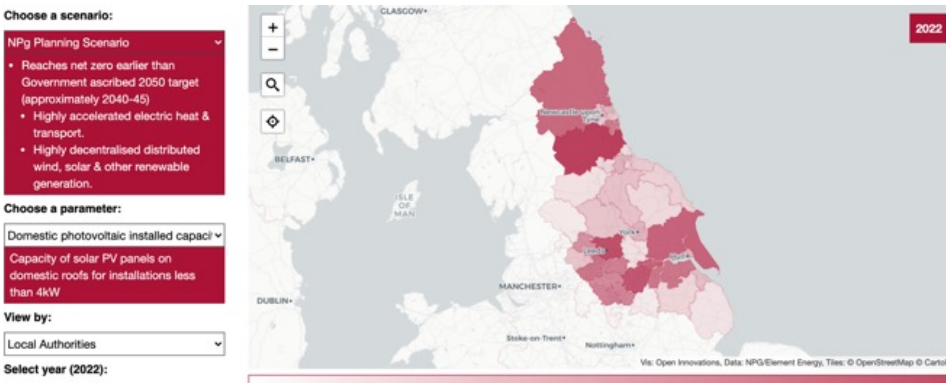 Choose a scenario:
NPg Planning Scenario
• Reaches net zero earlier than
Government ascribed 2050 target
(approximately 2040-45)
• Highly accelerated electric heat &
transport.
• Highly decentralised distributed
wind, solar & other renewable
generation.
Choose a parameter:
Domestic photovoltaic installed capaci
Capacity of solar PV panels on
domestic roofs for installations less
than 4kW
View by:
Local Authorities
Select year (2022):
+
−
2022
GLASGOW
Newcastle upon
Tyne
BELFAST
ISLE
OF
MAN
York
Leeds
Hull
MANCHESTER
DUBLIN
Stoke-on-Trent
Nottingham
Vis: Open Innovations, Data: NPG/Element Energy, Tiles: © OpenStreetMap © Carto